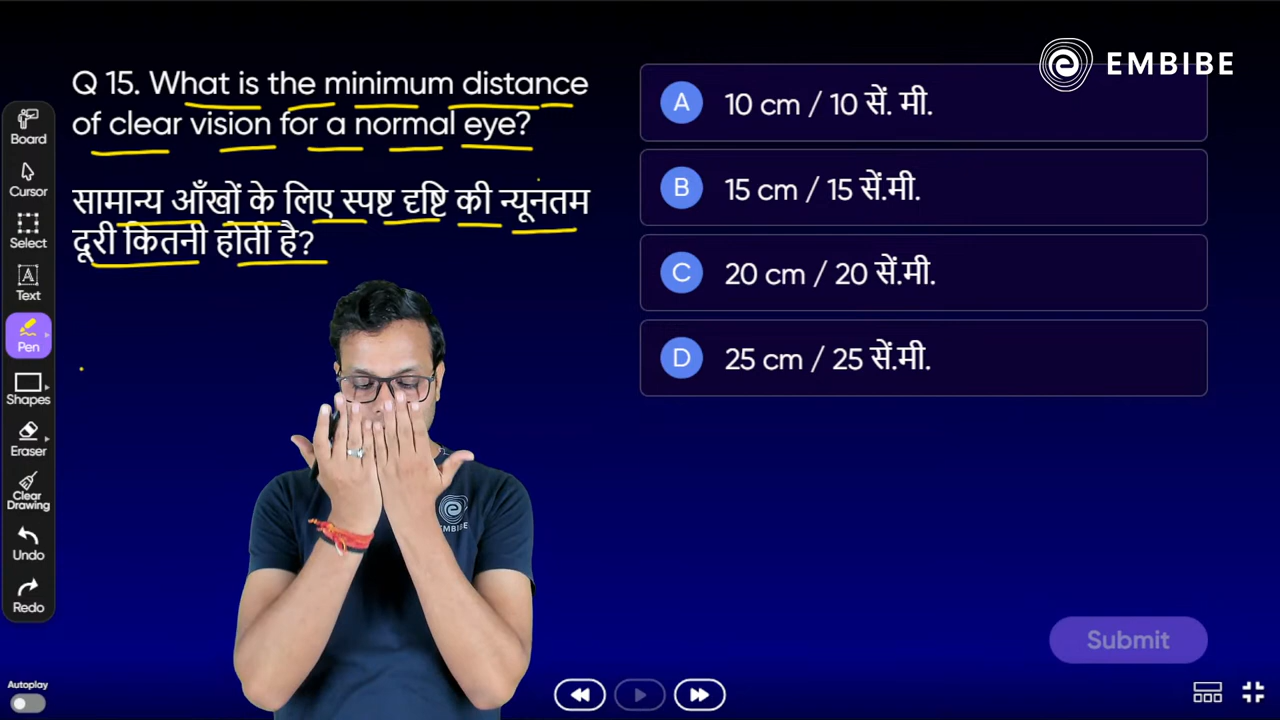 EMBIBE
Q 15. What is the minimum distance
of clear vision for a normal eye?
सामान्य आँखों के लिए स्पष्ट दृष्टि की न्यूनतम
दूरी कितनी होती है?
A 10 cm / 10 सें. मी.
B 15 cm / 15 सें.मी.
C 20 cm / 20 सें.मी.
D 25 cm / 25 सें.मी.
Board
Cursor
Select
Text
Pen
Shapes
Eraser
Clear
Drawing
Undo
Redo
EMBIBE
Submit
Autoplay